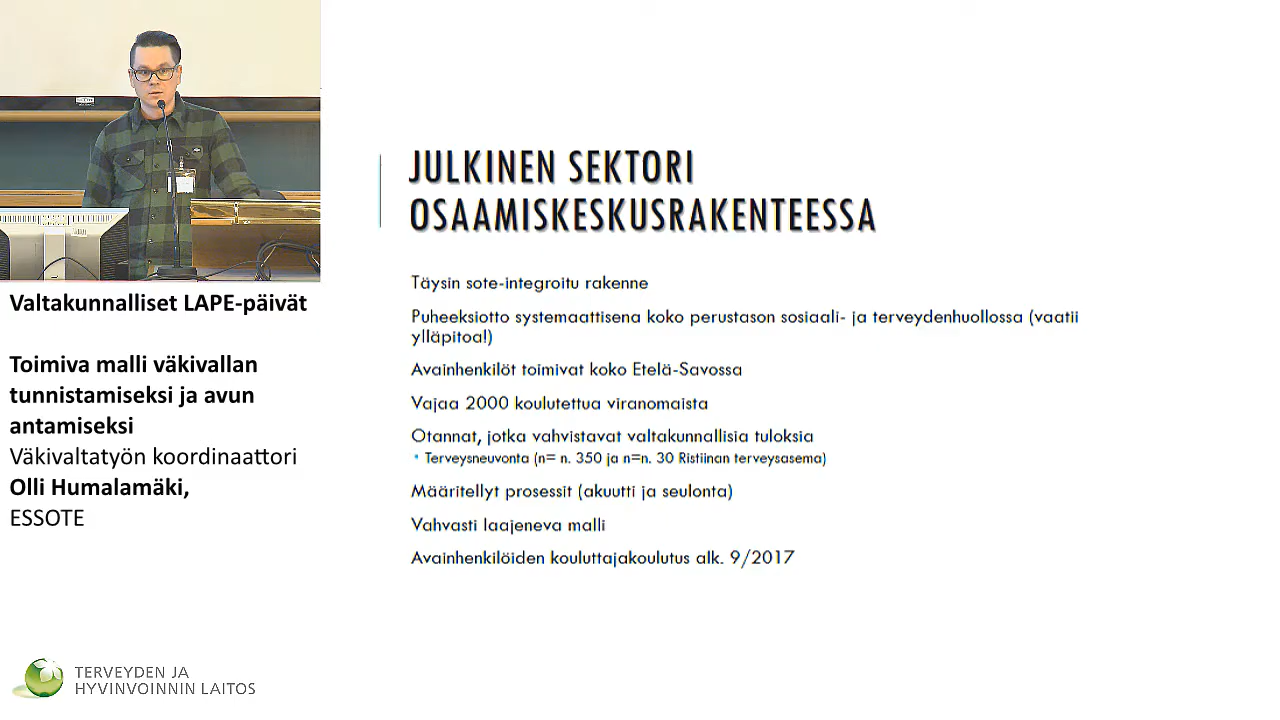 Valtakunnalliset LAPE-päivät
Toimiva malli väkivallan
tunnistamiseksi ja avun
antamiseksi
Väkivaltatyön koordinaattori
Olli Humalamäki,
ESSOTE
TERVEYDEN JA
HYVINVOINNIN LAITOS
JULKINEN SEKTORI
OSAAMISKESKUSRAKENTEESSA
Täysin sote-integroitu rakenne
Puheeksiotto systemaattisena koko perustason sosiaali- ja terveydenhuollossa (vaatii
ylläpitoa!)
Avainhenkilöt toimivat koko Etelä-Savossa
Vajaa 2000 koulutettua viranomaista
Otannat, jotka vahvistavat valtakunnallisia tuloksia
• Terveysneuvonta (n= n. 350 ja n=n. 30 Ristiinan terveysasema)
Määritellyt prosessit (akuutti ja seulonta)
Vahvasti laajeneva malli
Avainhenkilöiden kouluttajakoulutus alk. 9/2017